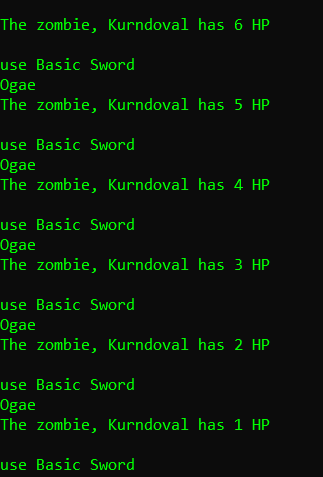 The zombie, Kurndoval has 6 HP
use Basic Sword
Ogae
The zombie, Kurndoval has 5 HP
use Basic Sword
Ogae
The zombie, Kurndoval has 4 HP
use Basic Sword
Ogae
The zombie, Kurndoval has 3 HP
use Basic Sword
Ogae
The zombie, Kurndoval has 2 HP
use Basic Sword
Ogae
The zombie, Kurndoval has 1 HP
use Basic Sword